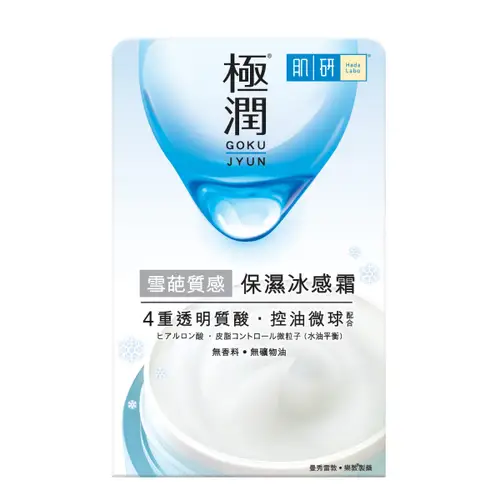 極潤®
GOKU
JYUN
肌研
Hada
Labo
雪葩質感
保濕冰感霜
4重透明質酸・控油微球配合
ヒアルロン酸・皮脂コントロール微粒子(水油平衡)
無香料•無礦物油
曼秀雷敦•樂敦製藥